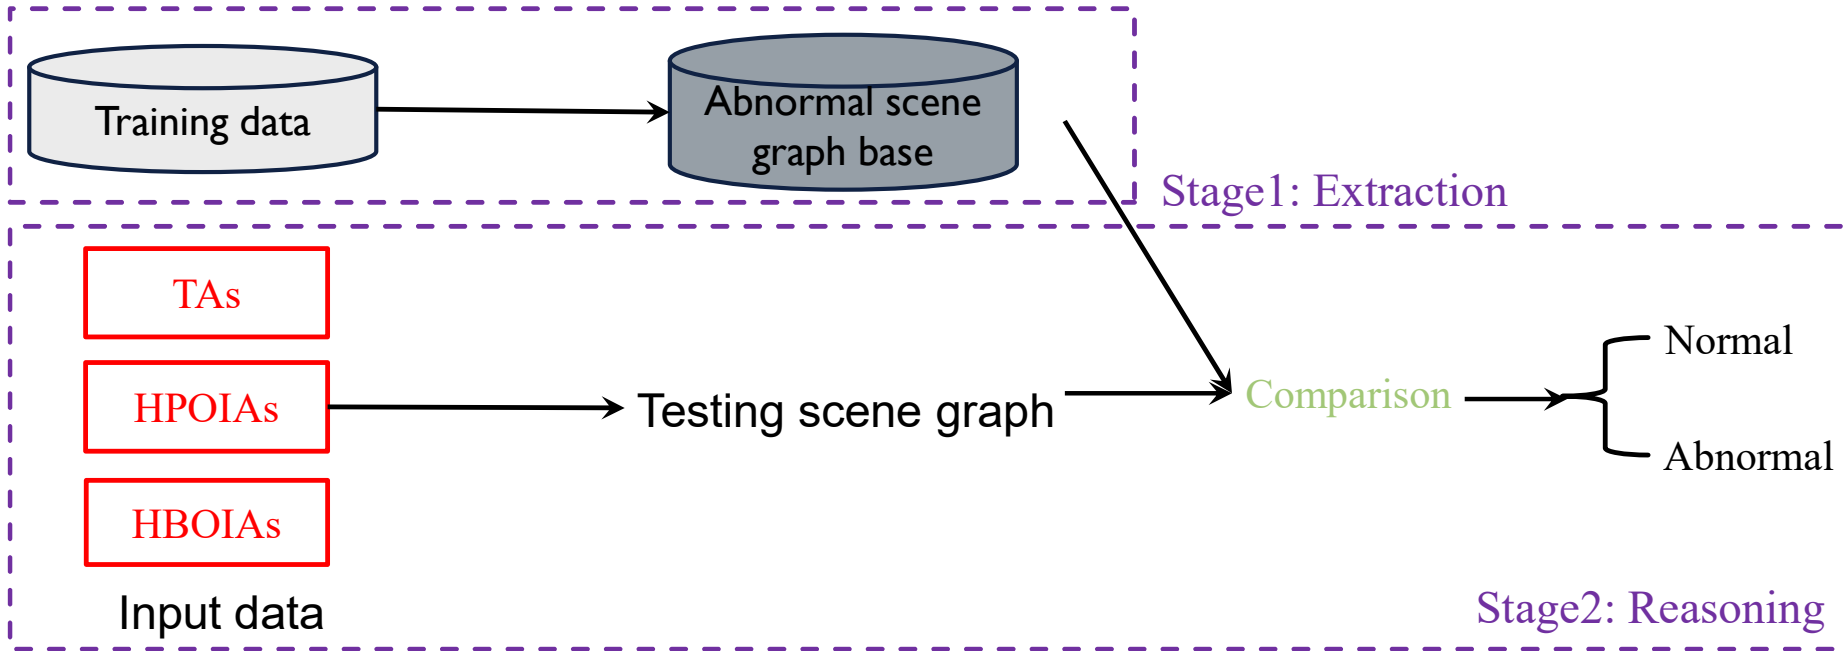 Training data
Abnormal scene
graph base
Stage1: Extraction
TAs
HPOIAs
HBOIAs
Input data
Testing scene graph
Comparison
Normal
Abnormal
Stage2: Reasoning